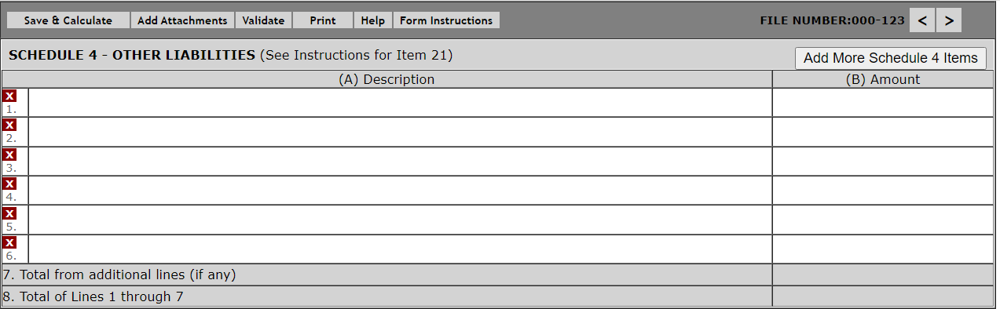 Save & Calculate Add Attachments Validate Print Help Form Instructions FILE NUMBER:000-123 < >
SCHEDULE 4 - OTHER LIABILITIES (See Instructions for Item 21) Add More Schedule 4 Items
(A) Description (B) Amount
X
1.
X
2.
X
3.
X
4.
X
5.
X
6.
7. Total from additional lines (if any)
8. Total of Lines 1 through 7